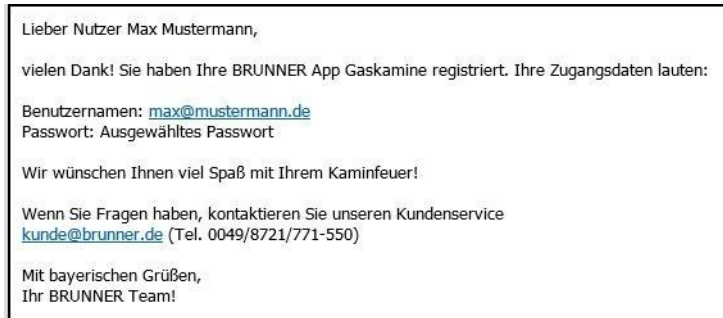 Lieber Nutzer Max Mustermann,
vielen Dank! Sie haben Ihre BRUNNER App Gaskamine registriert. Ihre Zugangsdaten lauten:
Benutzernamen: max@mustermann.de
Passwort: Ausgewähltes Passwort
Wir wünschen Ihnen viel Spaß mit Ihrem Kaminfeuer!
Wenn Sie Fragen haben, kontaktieren Sie unseren Kundenservice
kunde@brunner.de (Tel. 0049/8721/771-550)
Mit bayerischen Grüßen,
Ihr BRUNNER Team!